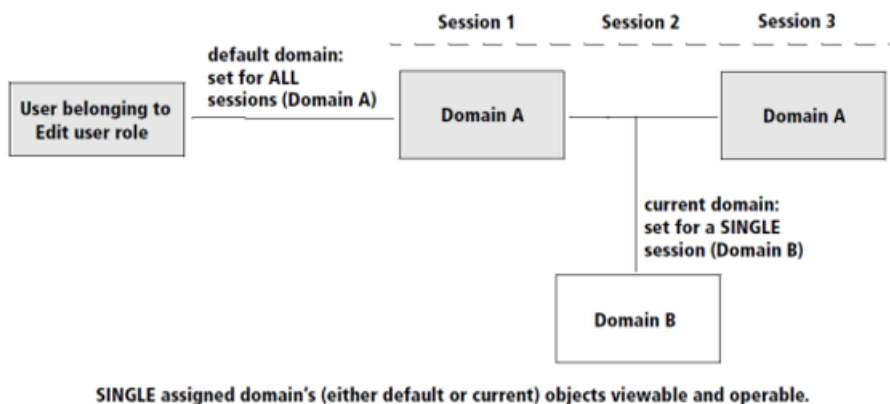 Session 1
Session 2
Session 3
default domain:
set for ALL
sessions (Domain A)
User belonging to
Edit user role
Domain A
Domain A
current domain:
set for a SINGLE
session (Domain B)
Domain B
SINGLE assigned domain's (either default or current) objects viewable and operable.